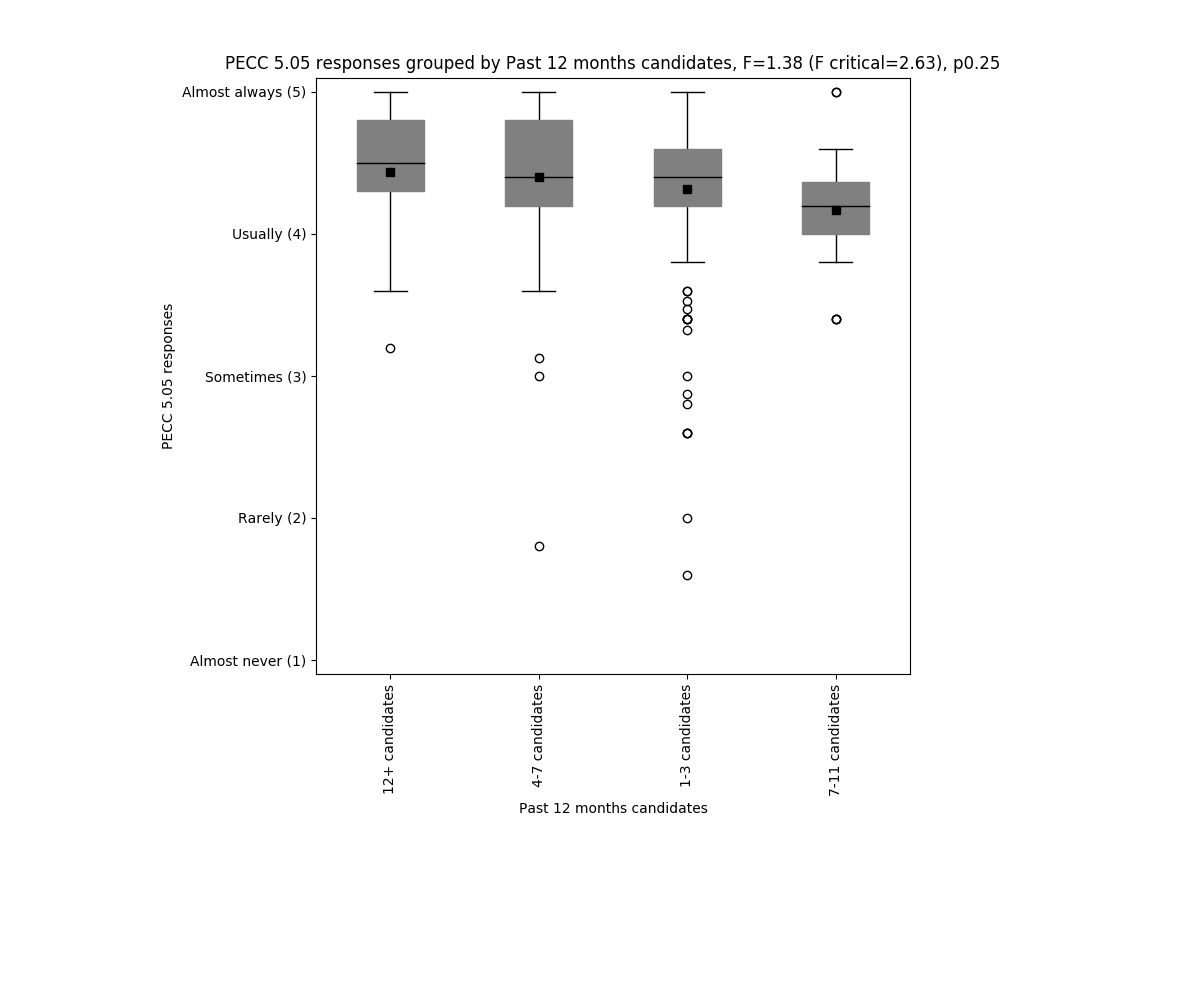 PECC 5.05 responses grouped by Past 12 months candidates, F=1.38 (F critical=2.63), p0.25
Almost always (5)
Usually (4)
Sometimes (3)
Rarely (2)
Almost never (1)
PECC 5.05 responses
12+ candidates
4-7 candidates
1-3 candidates
7-11 candidates
Past 12 months candidates